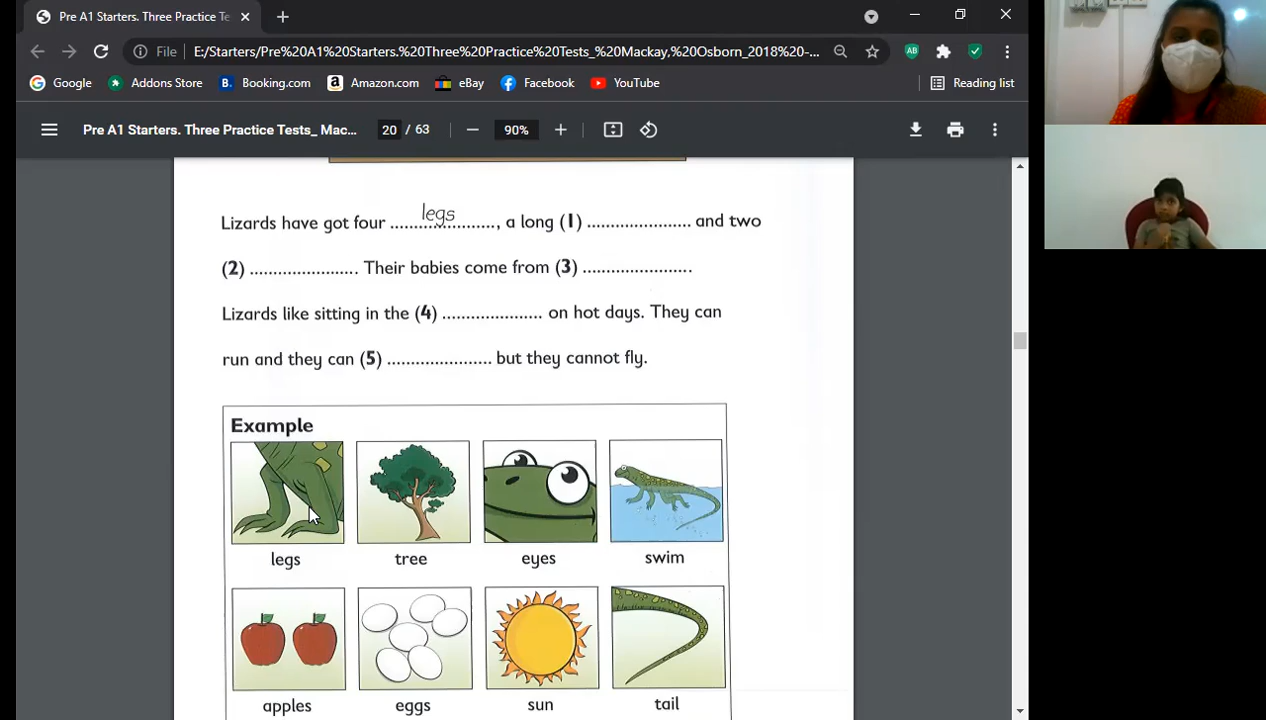 Pre A1 Starters. Three Practice Te
File E:/Starters/Pre%20A1%20Starters.%20Three%20Practice%20Tests_%20Mackay,%20Osborn_2018%20-...
AB
Google Addons Store B. Booking.com a Amazon.com eBay Facebook YouTube Reading list
Pre A1 Starters. Three Practice Tests_ Mac... 20 / 63 90%
Lizards have got four legs, a long (1) ........................ and two
(2) ......................... Their babies come from (3) .........................
Lizards like sitting in the (4) ....................... on hot days. They can
run and they can (5) ........................ but they cannot fly.
Example
legs tree eyes swim
apples eggs sun tail